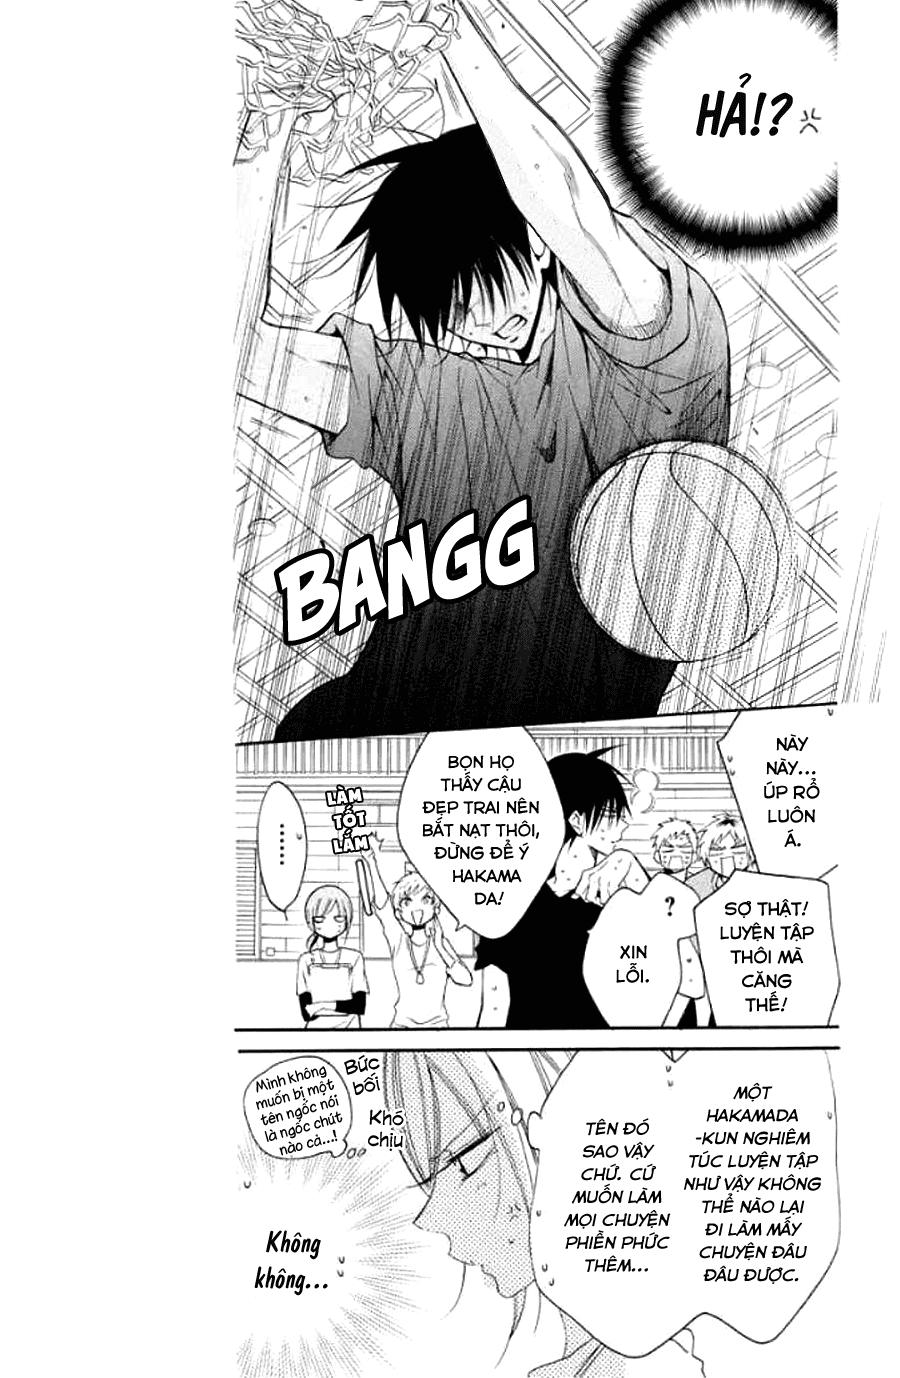 HẢ!?
BANGG
NÀY
NÀY...
ÚP RỔ
LUÔN
Á.
SỢ THẬT!
LUYỆN TẬP
THÔI MÀ
CĂNG
THẾ!
?
XIN
LỖI.
BỌN HỌ
THẤY CẬU
ĐẸP TRAI NÊN
BẮT NẠT THÔI,
ĐỪNG ĐỂ Ý
HAKAMA
DA!
LÀM
TỐT
LẮM
......
MỘT
HAKAMADA
-KUN NGHIÊM
TÚC LUYỆN TẬP
NHƯ VẬY KHÔNG
THỂ NÀO LẠI
ĐI LÀM MẤY
CHUYỆN ĐÂU
ĐÂU ĐƯỢC.
TÊN ĐÓ
SAO VẬY
CHỨ. CỨ
MUỐN LÀM
MỌI CHUYỆN
PHIỀN PHỨC
THÊM...
Bức
bối
Khó
chịu
Mình không
muốn bị một
tên ngốc nói
là ngốc chút
nào cả...!
Không
không...